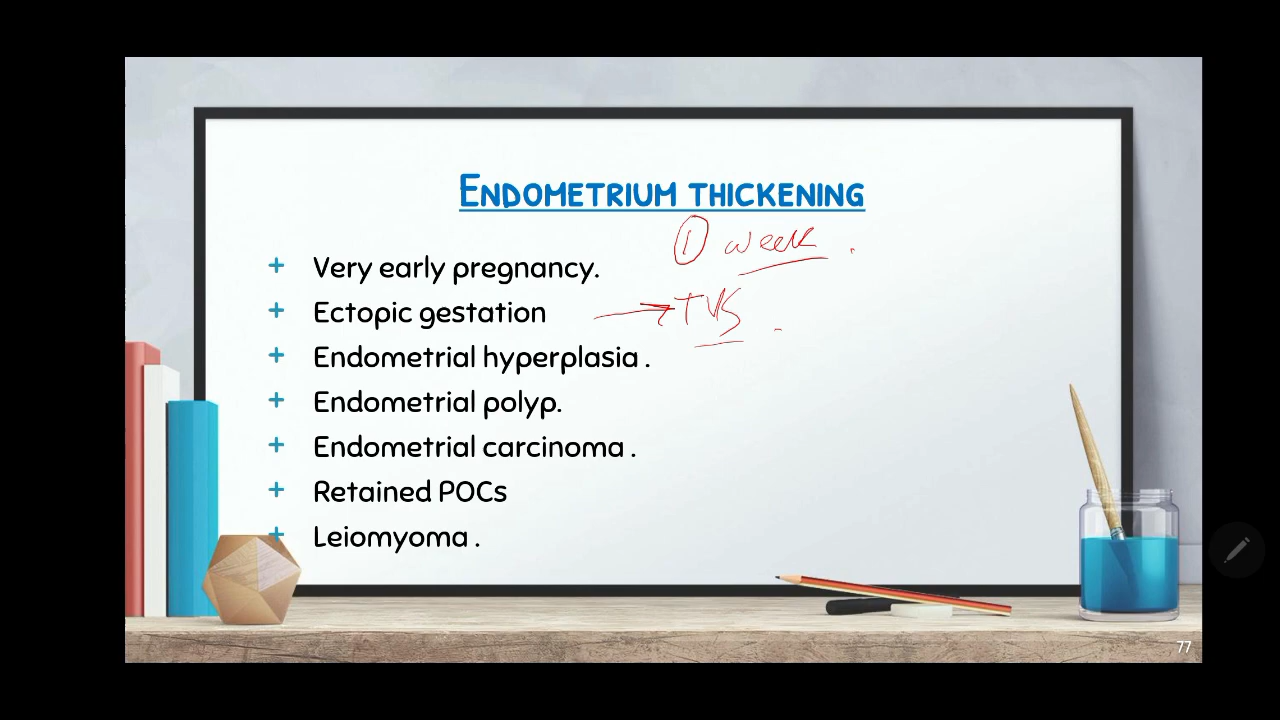 ENDOMETRIUM THICKENING
① week .
+ Very early pregnancy.
+ Ectopic gestation → TVS
+ Endometrial hyperplasia .
+ Endometrial polyp.
+ Endometrial carcinoma .
+ Retained POCs
+ Leiomyoma .
77